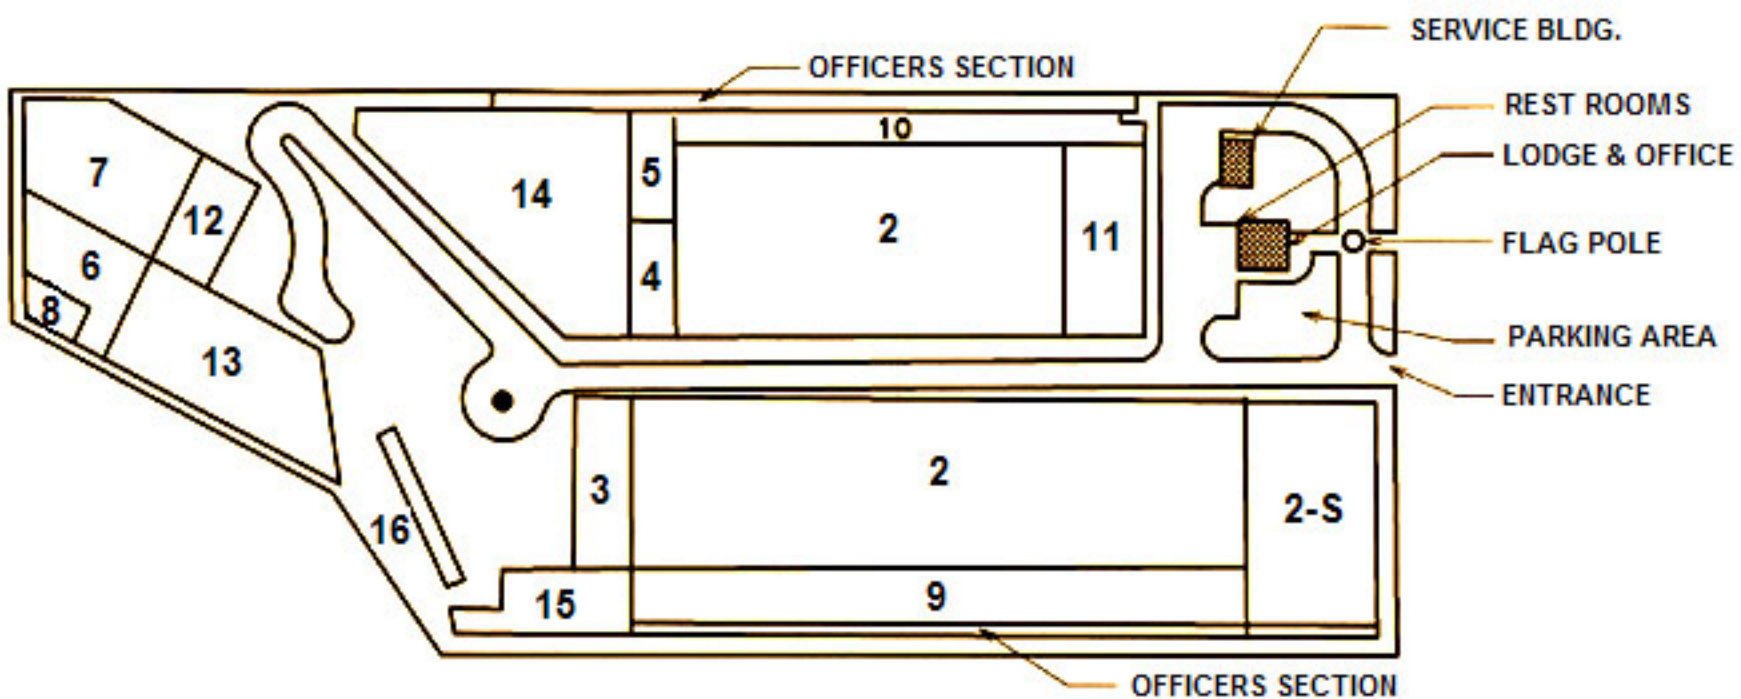 SERVICE BLDG.
OFFICERS SECTION
REST ROOMS
10
LODGE & OFFICE
7
5
14
12
2
11
FLAG POLE
6
4
8
PARKING AREA
13
ENTRANCE
2
3
2-S
16
9
15
OFFICERS SECTION